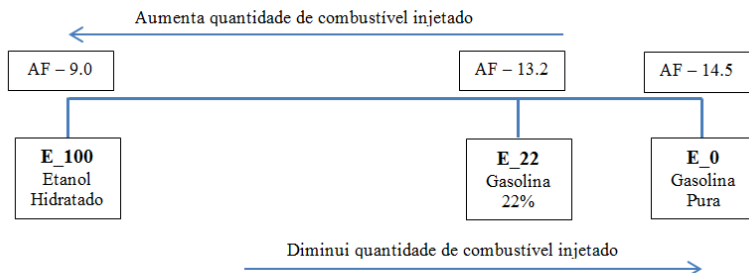 Aumenta quantidade de combustível injetado
AF – 9.0
AF – 13.2
AF – 14.5
E_100
Etanol
Hidratado
E_22
Gasolina
22%
E_0
Gasolina
Pura
Diminui quantidade de combustível injetado